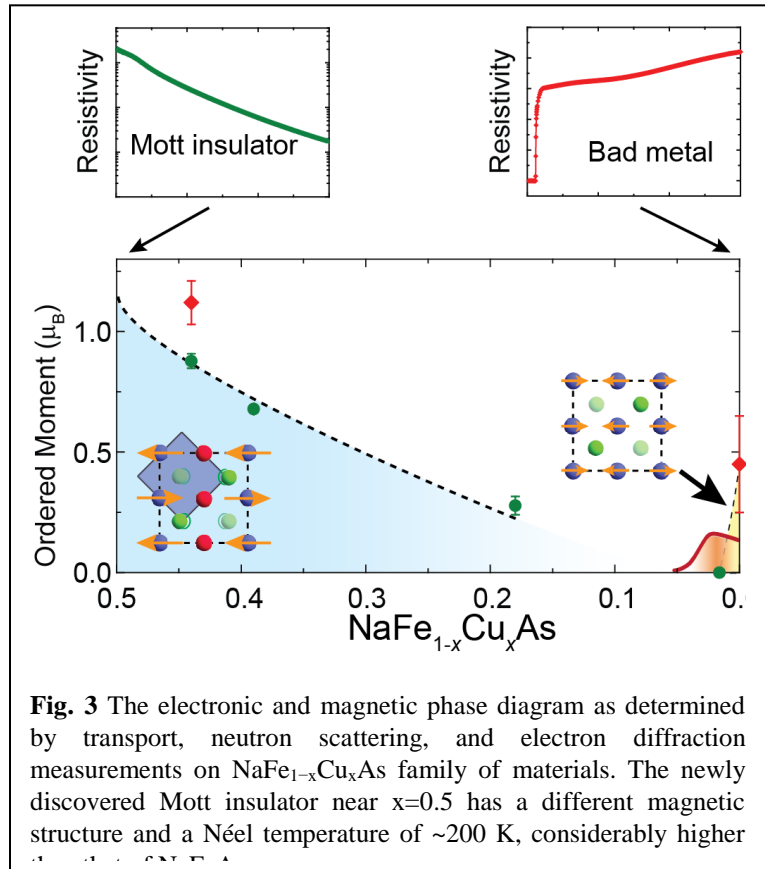 Resistivity
Mott insulator
Resistivity
Bad metal
Ordered Moment (μB)
1.0
0.5
0.0
0.5 0.4 0.3 0.2 0.1 0.
NaFe1-xCuxAs
Fig. 3 The electronic and magnetic phase diagram as determined
by transport, neutron scattering, and electron diffraction
measurements on NaFe1−xCuxAs family of materials. The newly
discovered Mott insulator near x=0.5 has a different magnetic
structure and a Néel temperature of ~200 K, considerably higher